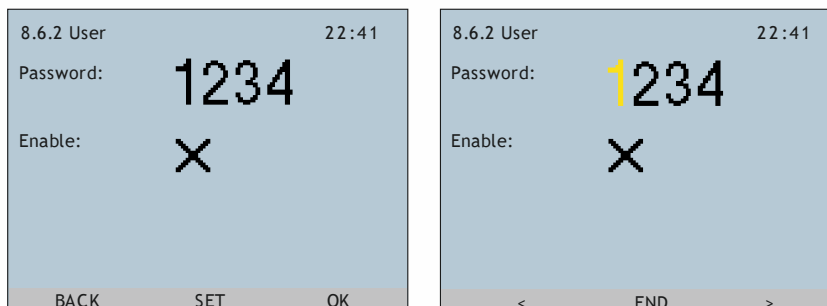 8.6.2 User 22:41
Password: 1234
Enable: ×
BACK SET OK
8.6.2 User 22:41
Password: 1234
Enable: ×
< END >